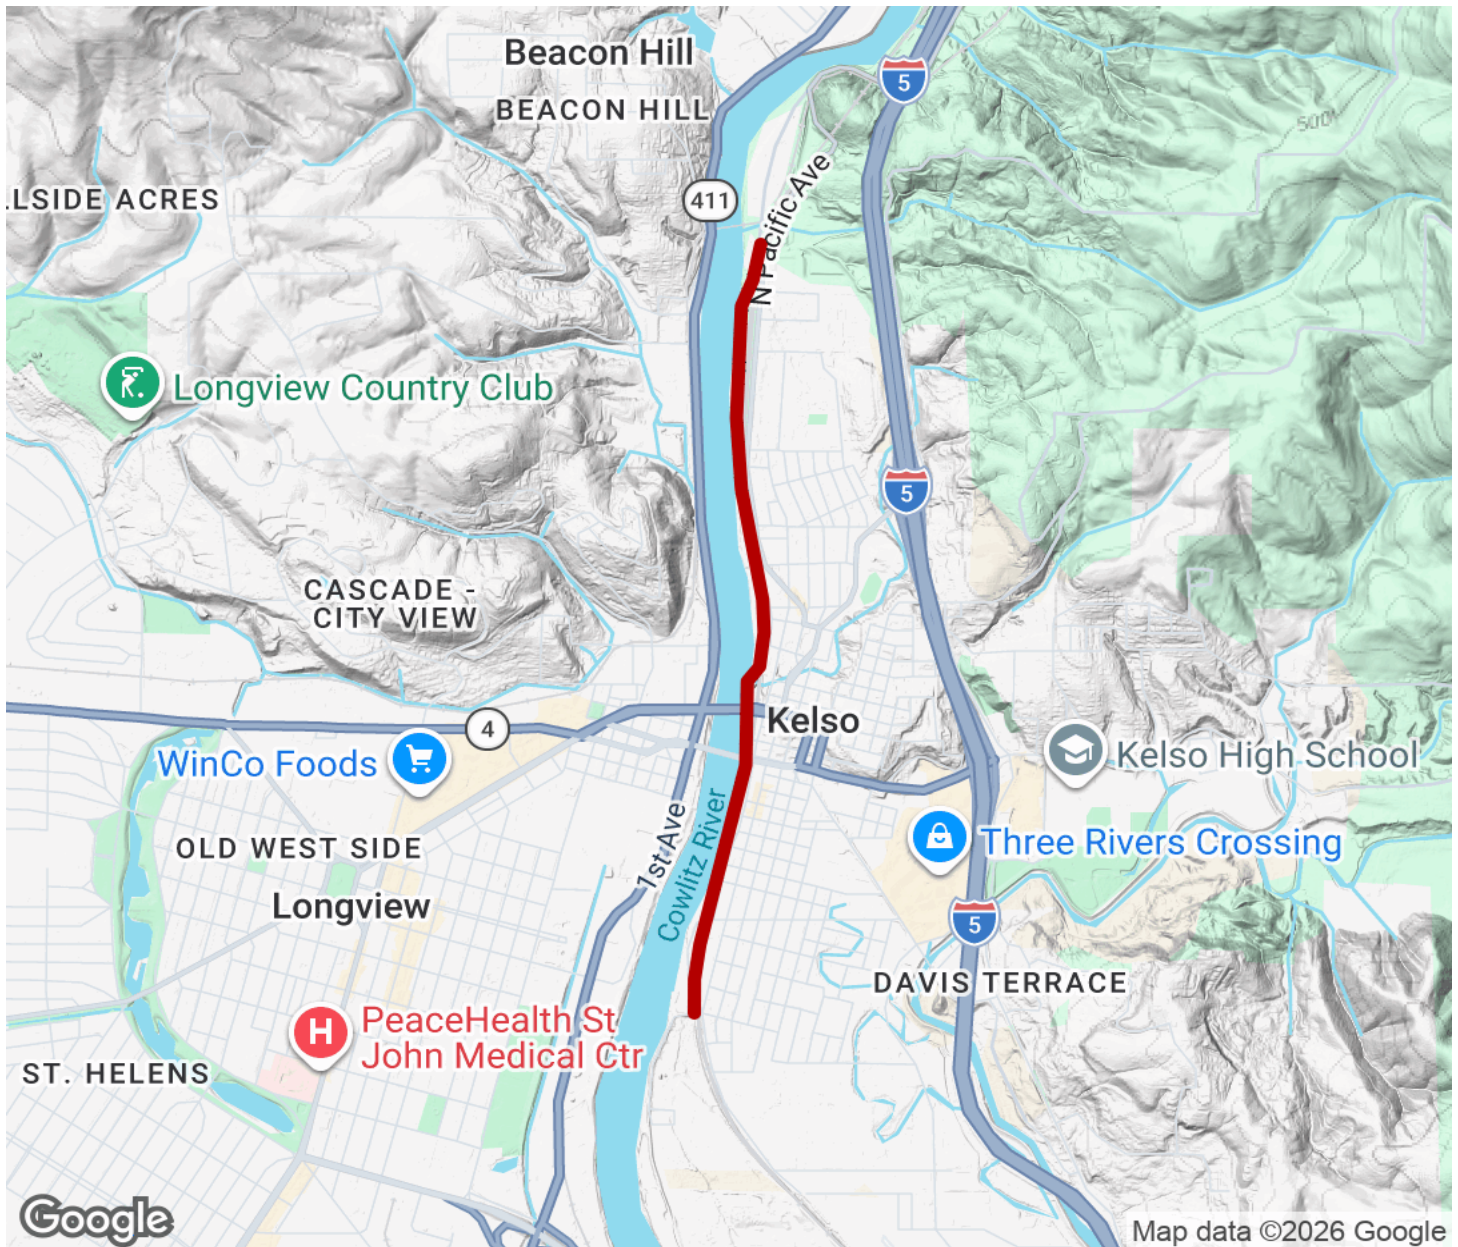 Beacon Hill
BEACON HILL
5
500
N Pacific Ave
LLSIDE ACRES
411
Longview Country Club
5
CASCADE -
CITY VIEW
4
Kelso
WinCo Foods
Kelso High School
1st Ave
Cowlitz River
OLD WEST SIDE
Three Rivers Crossing
Longview
5
DAVIS TERRACE
H
PeaceHealth St
John Medical Ctr
ST. HELENS
Google
Map data ©2026 Google